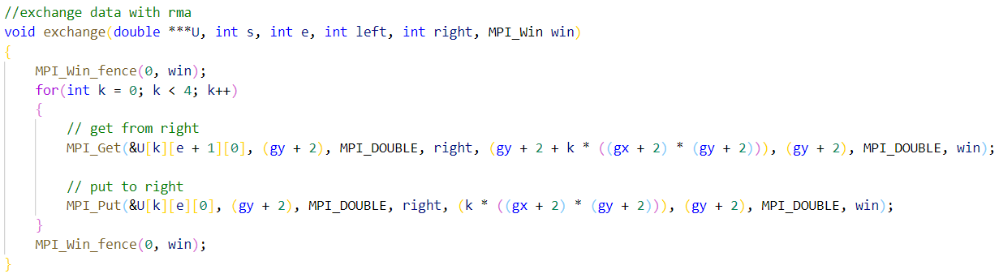 //exchange data with rma
void exchange(double ***U, int s, int e, int left, int right, MPI_Win win)
{
    MPI_Win_fence(0, win);
    for(int k = 0; k < 4; k++)
    {
        // get from right
        MPI_Get(&U[k][e + 1][0], (gy + 2), MPI_DOUBLE, right, (gy + 2 + k * ((gx + 2) * (gy + 2))), (gy + 2), MPI_DOUBLE, win);

        // put to right
        MPI_Put(&U[k][e][0], (gy + 2), MPI_DOUBLE, right, (k * ((gx + 2) * (gy + 2))), (gy + 2), MPI_DOUBLE, win);
    }
    MPI_Win_fence(0, win);
}